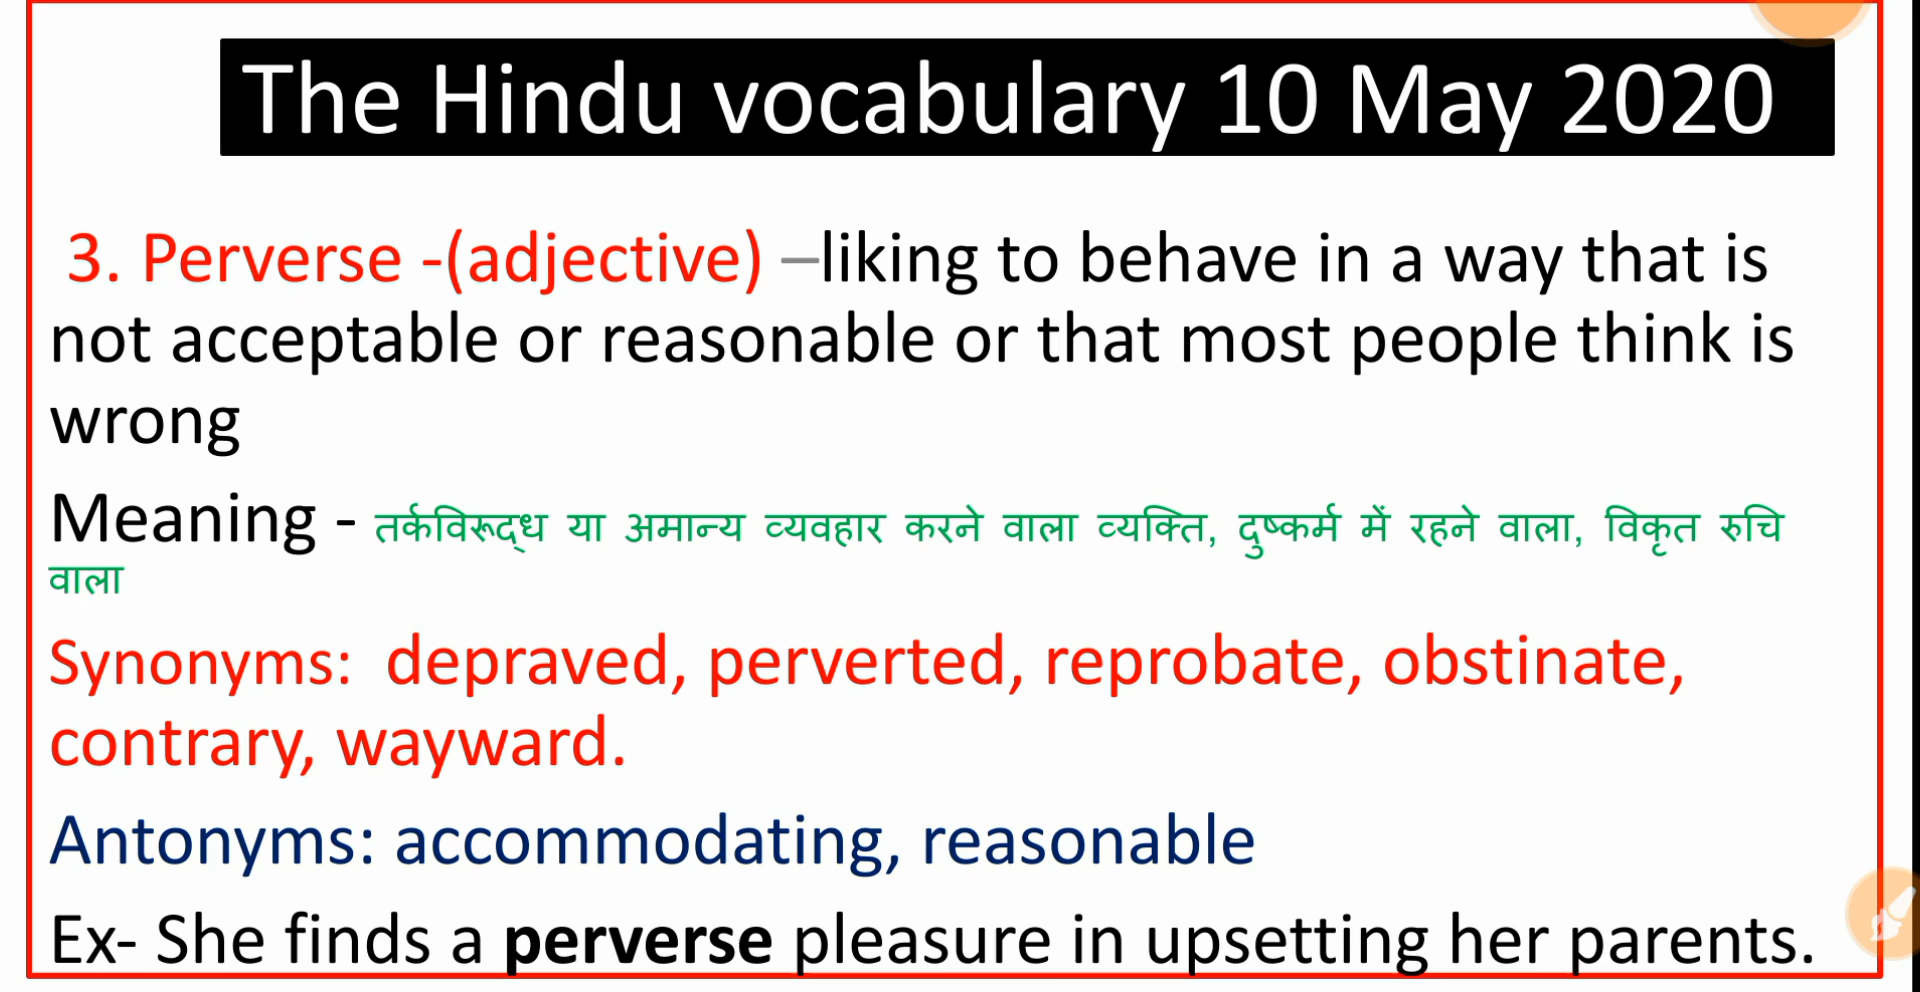 The Hindu vocabulary 10 May 2020
3. Perverse -(adjective) –liking to behave in a way that is
not acceptable or reasonable or that most people think is
wrong
Meaning - तर्कविरूद्ध या अमान्य व्यवहार करने वाला व्यक्ति, दुष्कर्म में रहने वाला, विकृत रुचि
वाला
Synonyms: depraved, perverted, reprobate, obstinate,
contrary, wayward.
Antonyms: accommodating, reasonable
Ex- She finds a perverse pleasure in upsetting her parents.